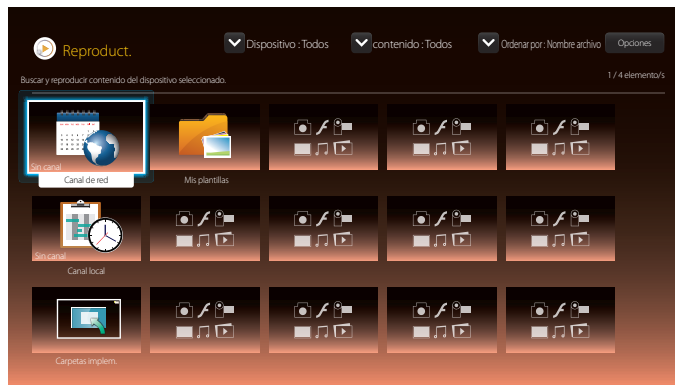 Reproduct.
Dispositivo : Todos
contenido : Todos
Ordenar por : Nombre archivo
Opciones
Buscar y reproducir contenido del dispositivo seleccionado.
1 / 4 elemento/s
Sin canal
Canal de red
Mis plantillas
Sin canal
Canal local
Carpetas implem.